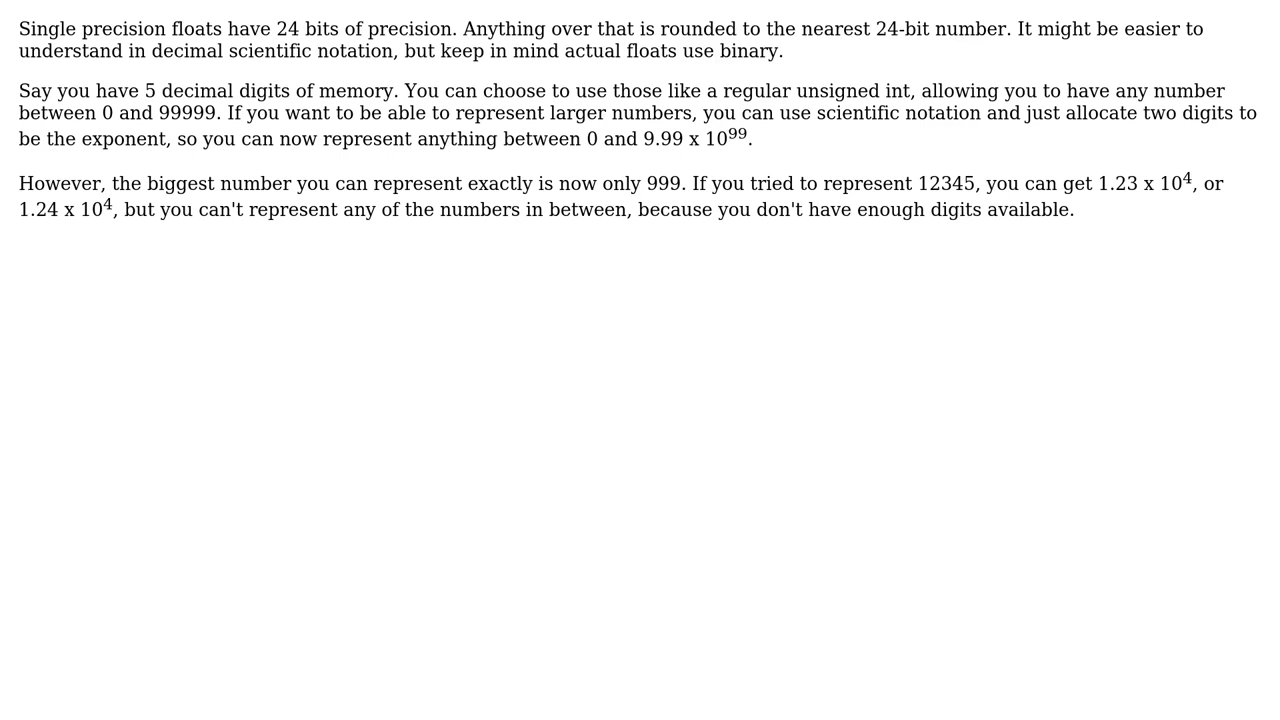 Single precision floats have 24 bits of precision. Anything over that is rounded to the nearest 24-bit number. It might be easier to
understand in decimal scientific notation, but keep in mind actual floats use binary.
Say you have 5 decimal digits of memory. You can choose to use those like a regular unsigned int, allowing you to have any number
between 0 and 99999. If you want to be able to represent larger numbers, you can use scientific notation and just allocate two digits to
be the exponent, so you can now represent anything between 0 and 9.99 x 10⁹⁹.
However, the biggest number you can represent exactly is now only 999. If you tried to represent 12345, you can get 1.23 x 10⁴, or
1.24 x 10⁴, but you can't represent any of the numbers in between, because you don't have enough digits available.